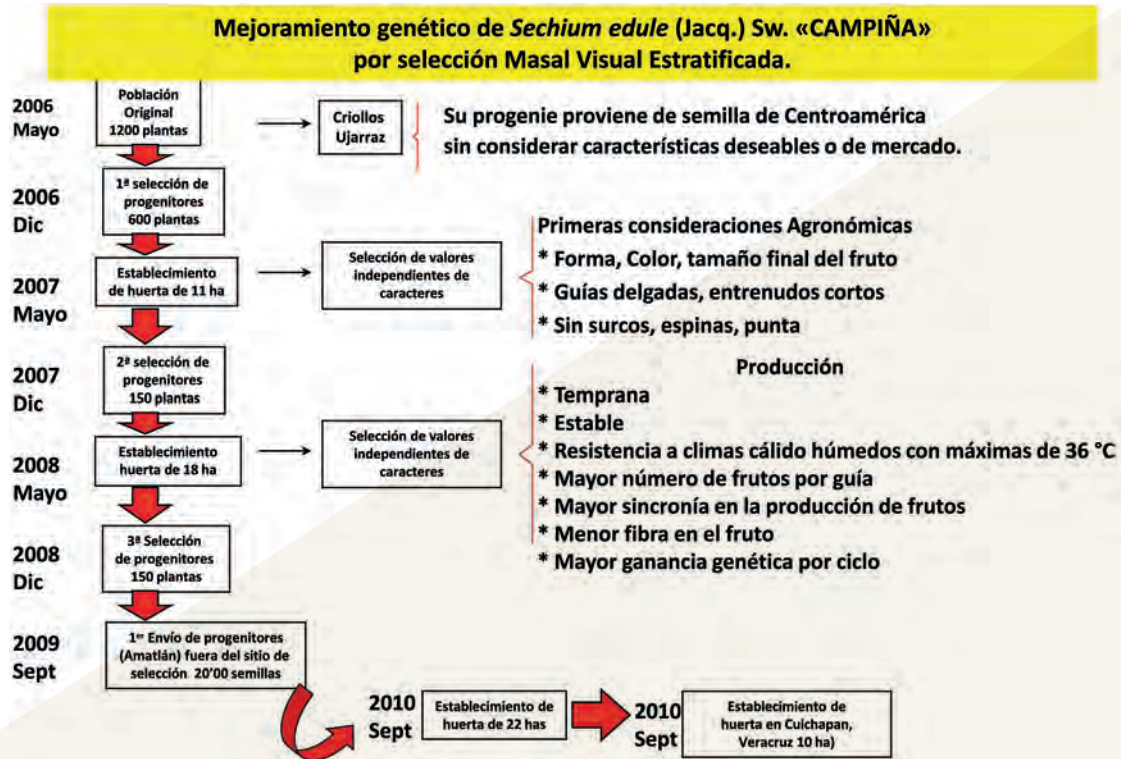 Mejoramiento genético de Sechium edule (Jacq.) Sw. «CAMPIÑA»
por selección Masal Visual Estratificada.
2006
Mayo
Población
Original
1200 plantas
Criollos
Ujarraz
Su progenie proviene de semilla de Centroamérica
sin considerar características deseables o de mercado.
2006
Dic
1ª selección de
progenitores
600 plantas
2007
Mayo
Establecimiento
de huerta de 11 ha
Selección de valores
independientes de
caracteres
Primeras consideraciones Agronómicas
* Forma, Color, tamaño final del fruto
* Guías delgadas, entrenudos cortos
* Sin surcos, espinas, punta
2007
Dic
2ª selección de
progenitores
150 plantas
2008
Mayo
Establecimiento
huerta de 18 ha
Selección de valores
independientes de
caracteres
Producción
* Temprana
* Estable
* Resistencia a climas cálido húmedos con máximas de 36 °C
* Mayor número de frutos por guía
* Mayor sincronía en la producción de frutos
* Menor fibra en el fruto
* Mayor ganancia genética por ciclo
2008
Dic
3ª Selección
de progenitores
150 plantas
2009
Sept
1er Envío de progenitores
(Amatlán) fuera del sitio de
selección 20'00 semillas
2010
Sept
Establecimiento de
huerta de 22 has
2010
Sept
Establecimiento de
huerta en Culchapan,
Veracruz 10 ha)